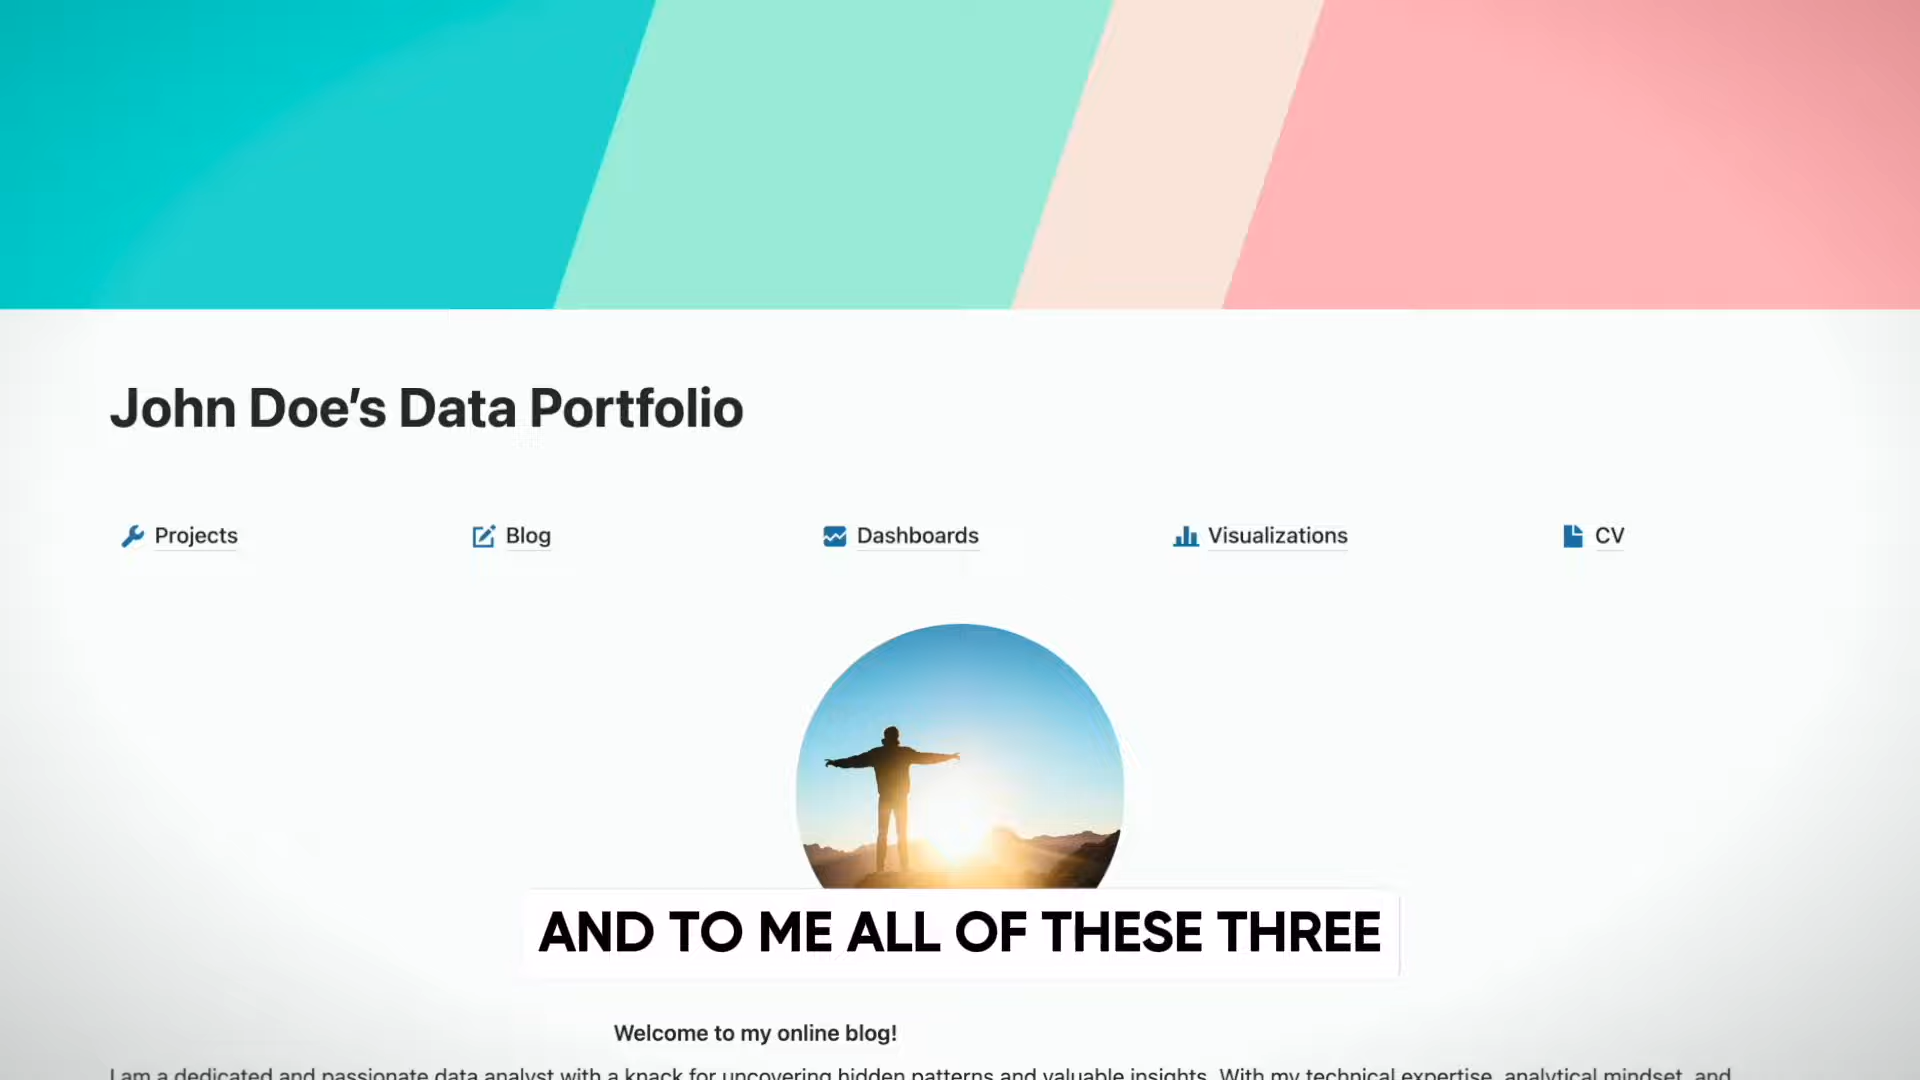 John Doe’s Data Portfolio
Projects Blog Dashboards Visualizations CV
AND TO ME ALL OF THESE THREE
Welcome to my online blog!
I am a dedicated and passionate data analyst with a knack for uncovering hidden patterns and valuable insights. With my technical expertise, analytical mindset, and